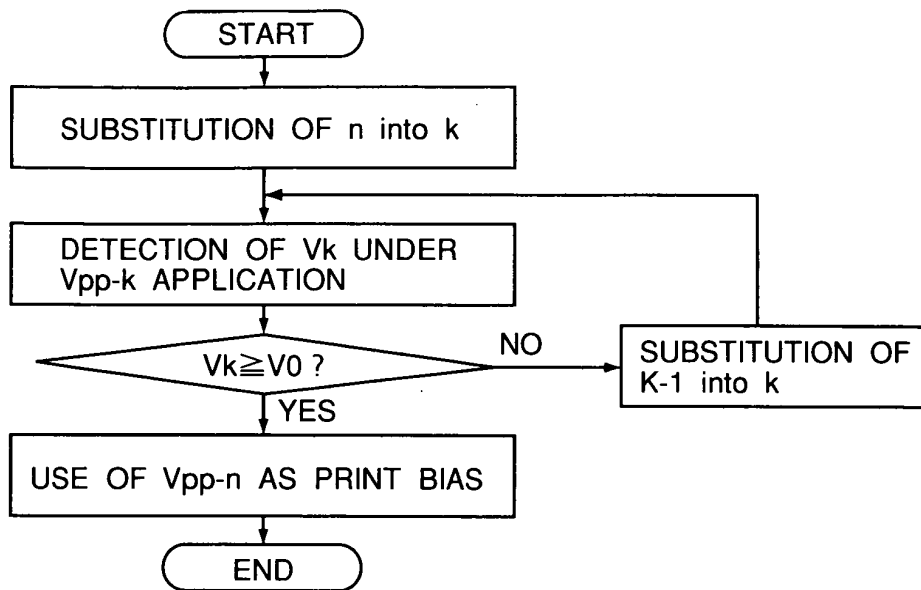 START
SUBSTITUTION OF n into k
DETECTION OF Vk UNDER
Vpp-k APPLICATION
Vk≧V0 ?
NO
SUBSTITUTION OF
K-1 into k
YES
USE OF Vpp-n AS PRINT BIAS
END